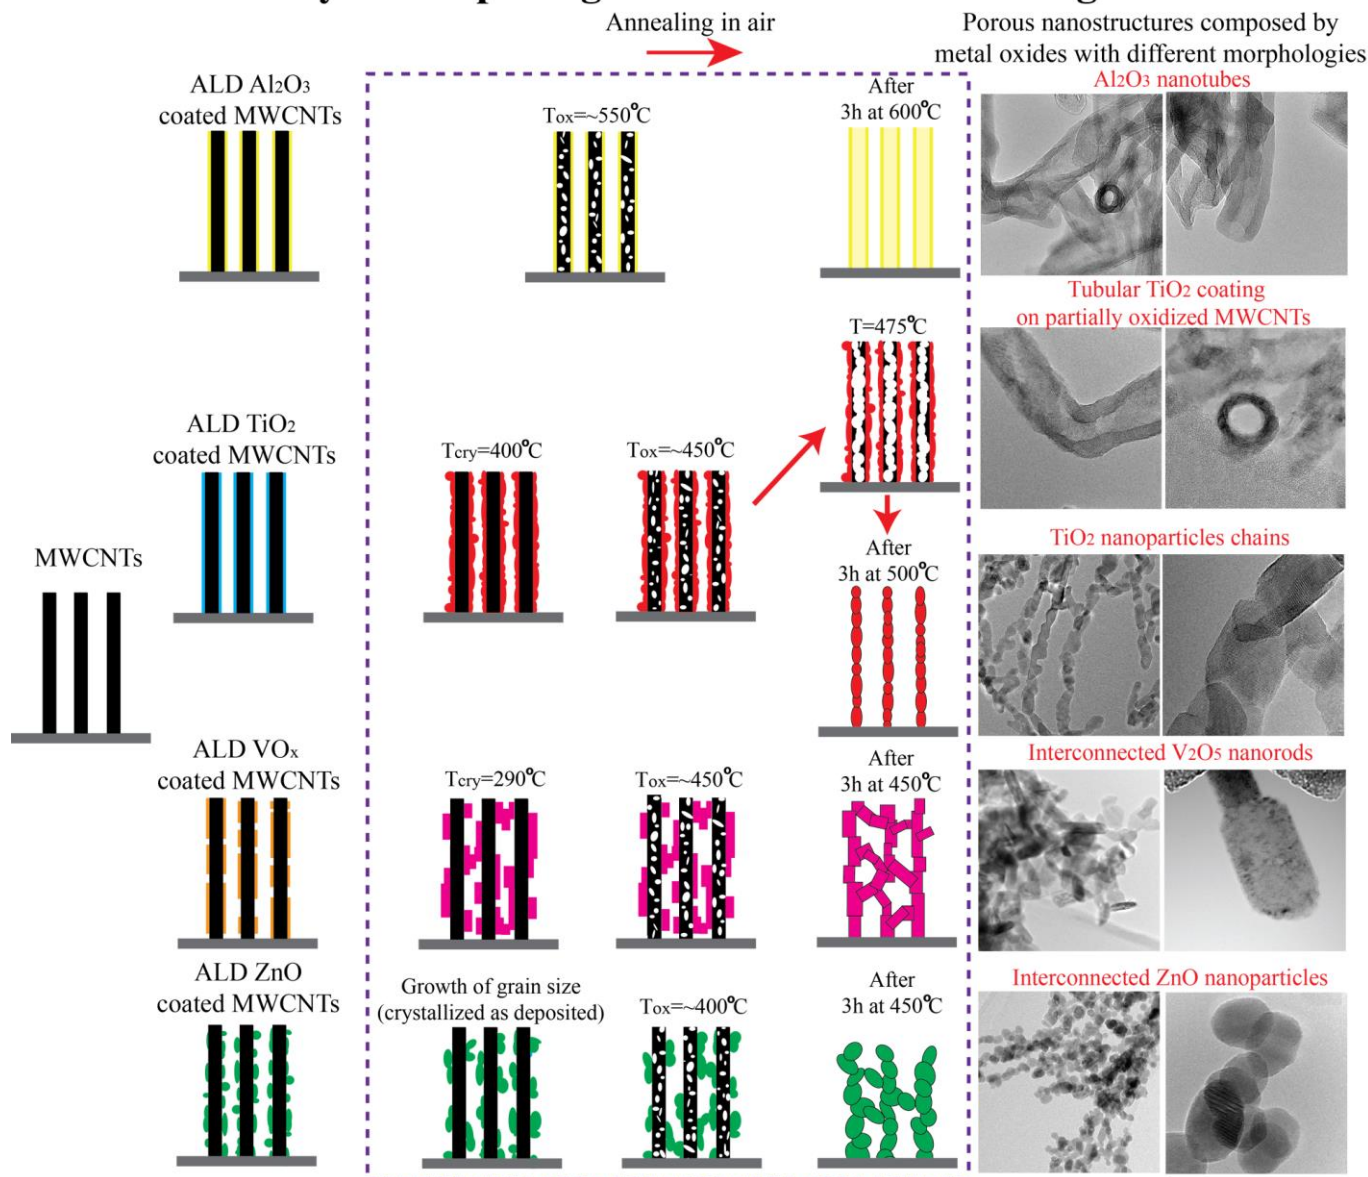 Annealing in air
Porous nanostructures composed by
metal oxides with different morphologies
ALD Al₂O₃
coated MWCNTs
Tox=~550℃
After
3h at 600℃
Al₂O₃ nanotubes
Tubular TiO₂ coating
on partially oxidized MWCNTs
T=475℃
ALD TiO₂
coated MWCNTs
Tcry=400℃
Tox=~450℃
After
3h at 500℃
TiO₂ nanoparticles chains
MWCNTs
ALD VOₓ
coated MWCNTs
Tcry=290℃
Tox=~450℃
After
3h at 450℃
Interconnected V₂O₅ nanorods
ALD ZnO
coated MWCNTs
Growth of grain size
(crystallized as deposited)
Tox=~400℃
After
3h at 450℃
Interconnected ZnO nanoparticles